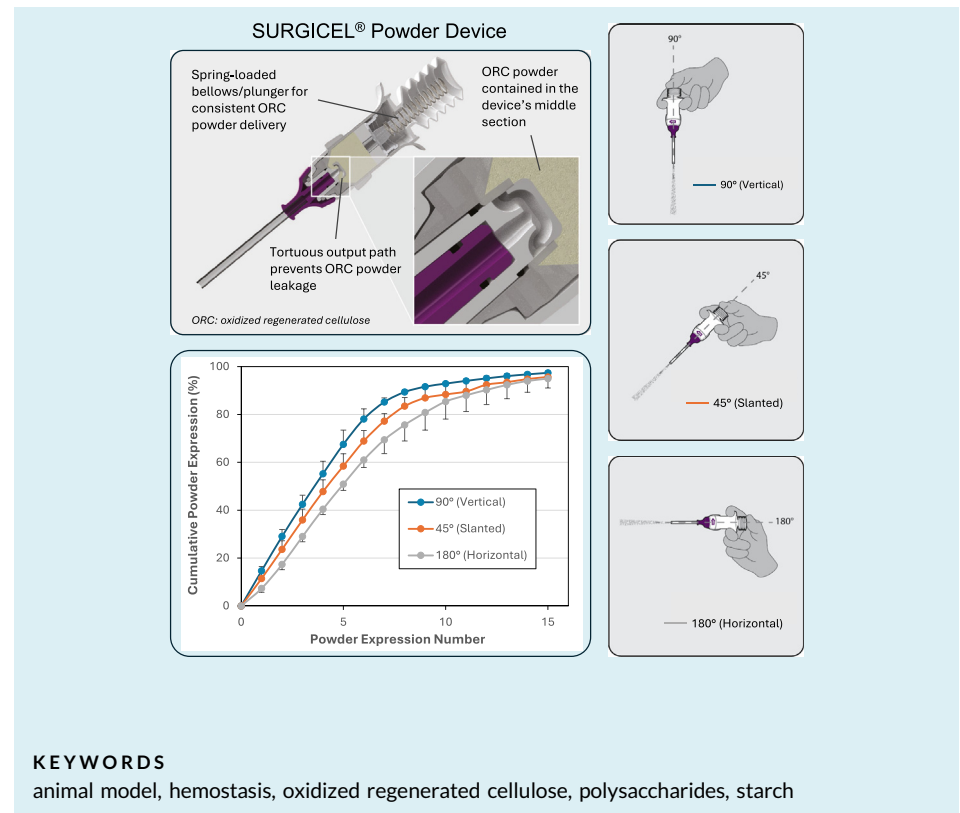 SURGICEL® Powder Device
Spring-loaded
bellows/plunger for
consistent ORC
powder delivery
ORC powder
contained in the
device's middle
section
Tortuous output path
prevents ORC powder
leakage
ORC: oxidized regenerated cellulose
90°
90° (Vertical)
45°
45° (Slanted)
180°
180° (Horizontal)
Cumulative Powder Expression (%)
100
80
60
40
20
0
0
5
10
15
Powder Expression Number
90° (Vertical)
45° (Slanted)
180° (Horizontal)
KEYWORDS
animal model, hemostasis, oxidized regenerated cellulose, polysaccharides, starch